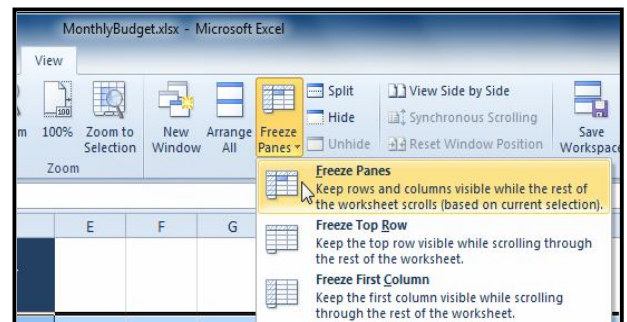 MonthlyBudget.xlsx - Microsoft Excel
View
100% Zoom to Selection New Window Arrange All Freeze Panes Split Hide Unhide View Side by Side Synchronous Scrolling Reset Window Position Save
Zoom
Freeze Panes
Keep rows and columns visible while the rest of
the worksheet scrolls (based on current selection).
Freeze Top Row
Keep the top row visible while scrolling through
the rest of the worksheet.
Freeze First Column
Keep the first column visible while scrolling
through the rest of the worksheet.
E F G